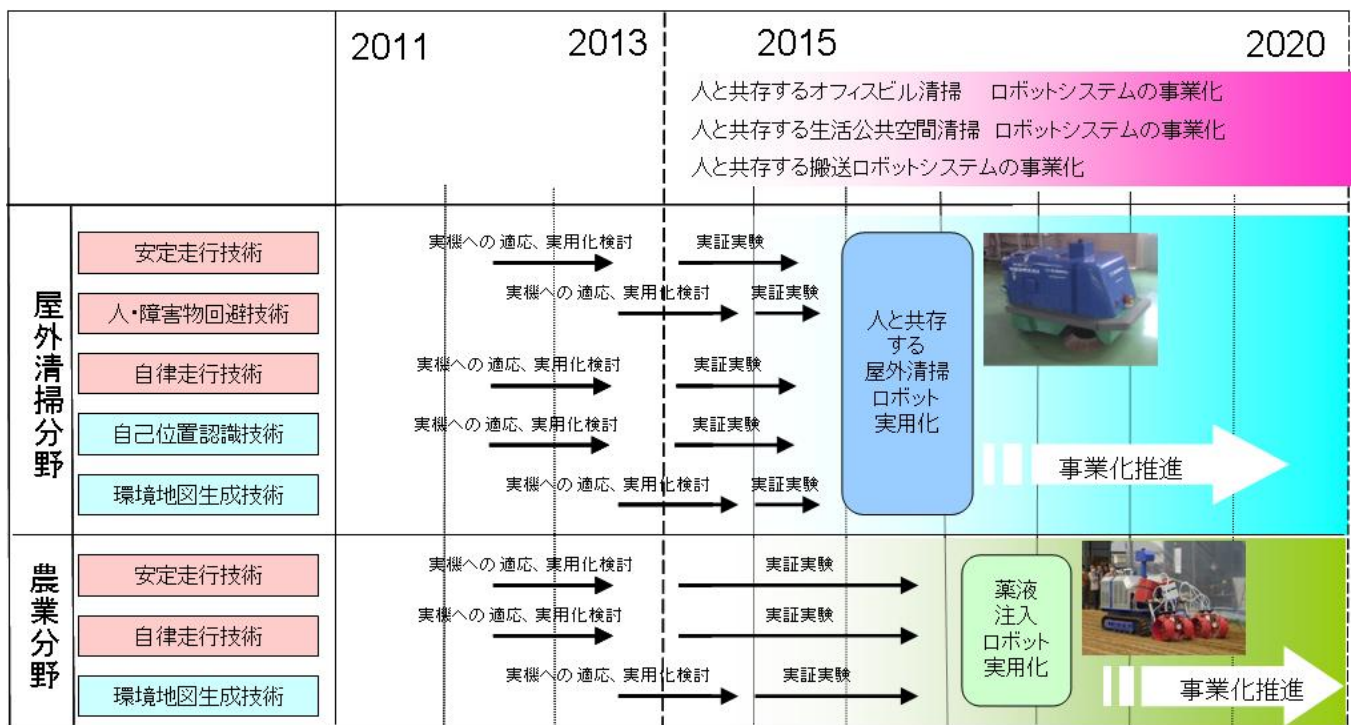 2011
2013
2015
2020
人と共存するオフィスビル清掃 ロボットシステムの事業化
人と共存する生活公共空間清掃 ロボットシステムの事業化
人と共存する搬送ロボットシステムの事業化
屋外清掃分野
安定走行技術
実機への適応、実用化検討
実証実験
人・障害物回避技術
実機への適応、実用化検討
実証実験
自律走行技術
実機への適応、実用化検討
実証実験
自己位置認識技術
実機への適応、実用化検討
実証実験
環境地図生成技術
実機への適応、実用化検討
実証実験
人と共存
する
屋外清掃
ロボット
実用化
事業化推進
農業分野
安定走行技術
実機への適応、実用化検討
実証実験
自律走行技術
実機への適応、実用化検討
実証実験
環境地図生成技術
実機への適応、実用化検討
実証実験
薬液
注入
ロボット
実用化
事業化推進